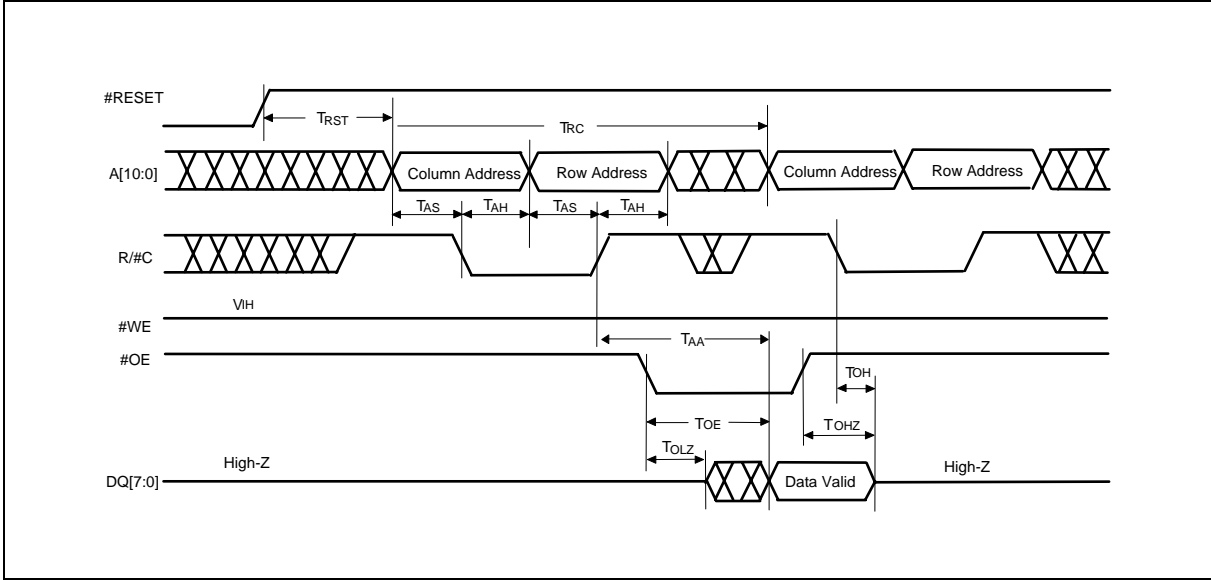 #RESET
TRST
TRC
A[10:0]
Column Address
Row Address
Column Address
Row Address
TAS
TAH
TAS
TAH
R/#C
VIH
#WE
TAA
#OE
TOH
TOE
TOHZ
TOLZ
High-Z
High-Z
DQ[7:0]
Data Valid